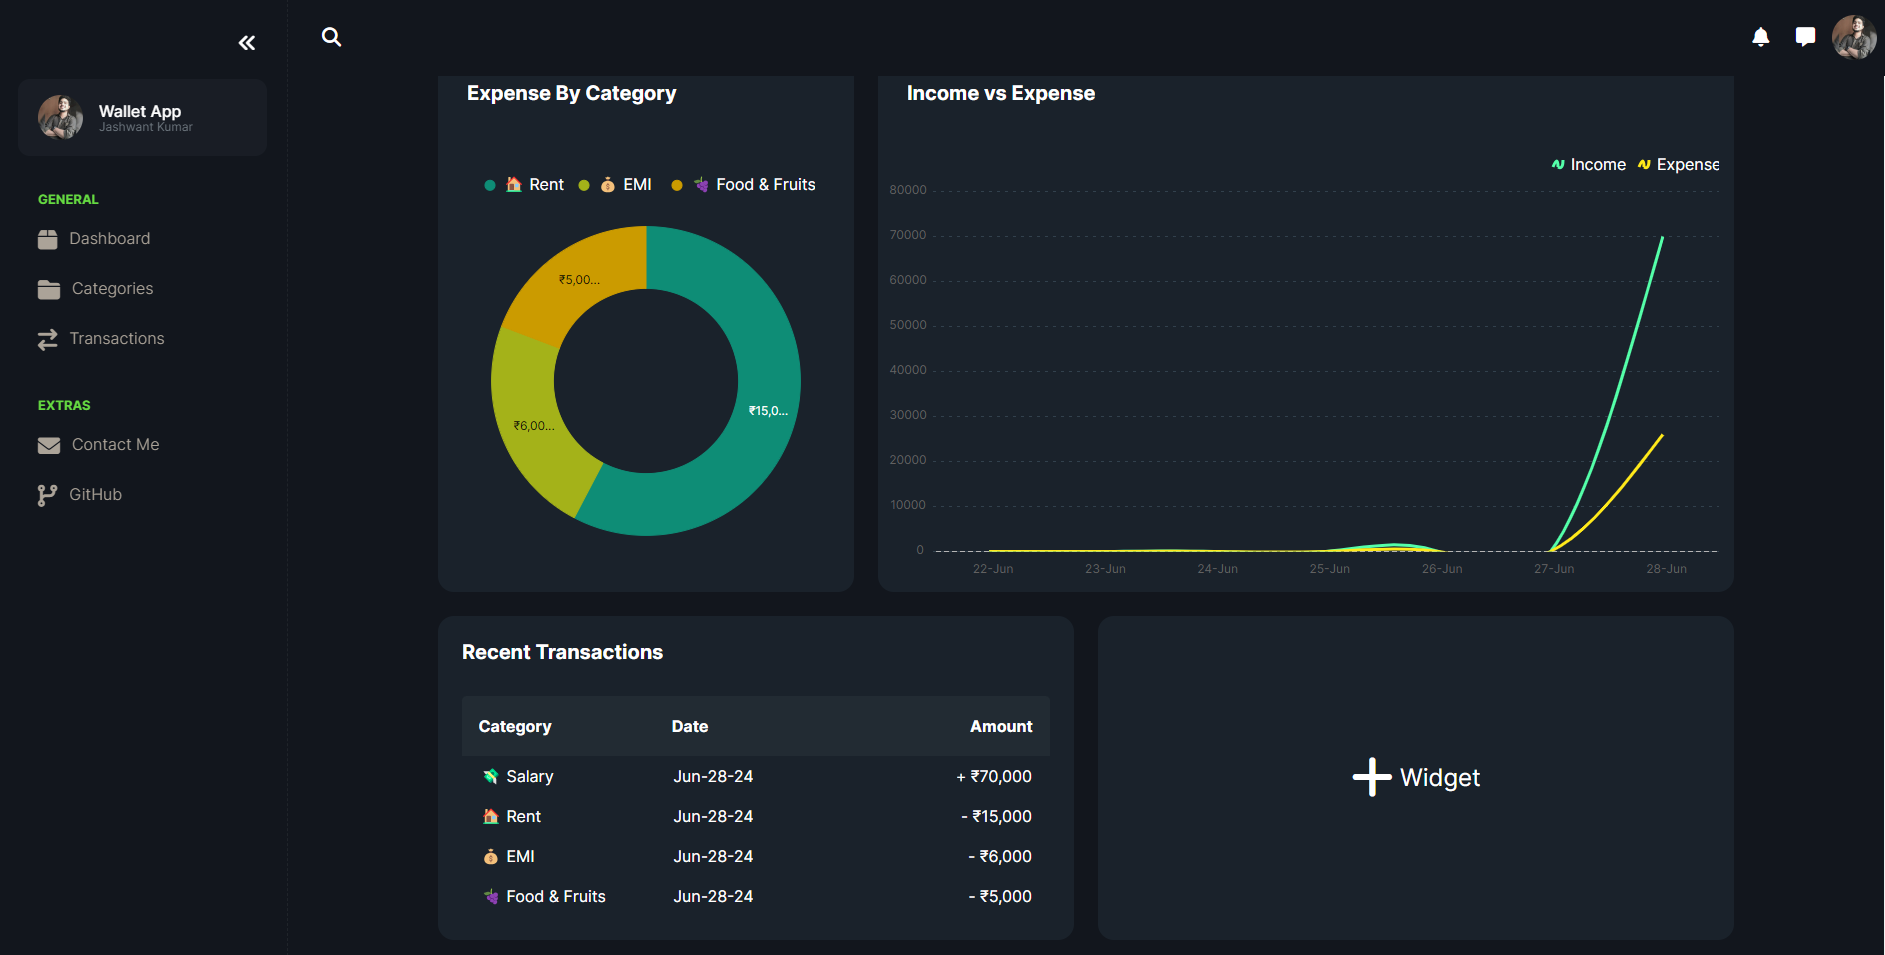 Wallet App
Jashwant Kumar
GENERAL
Dashboard
Categories
Transactions
EXTRAS
Contact Me
GitHub
Expense By Category
Rent EMI Food & Fruits
₹5,00...
₹15,0...
₹6,00...
Income vs Expense
Income Expense
80000
70000
60000
50000
40000
30000
20000
10000
0
22-Jun 23-Jun 24-Jun 25-Jun 26-Jun 27-Jun 28-Jun
Recent Transactions
Category Date Amount
Salary Jun-28-24 + ₹70,000
Rent Jun-28-24 - ₹15,000
EMI Jun-28-24 - ₹6,000
Food & Fruits Jun-28-24 - ₹5,000
Widget